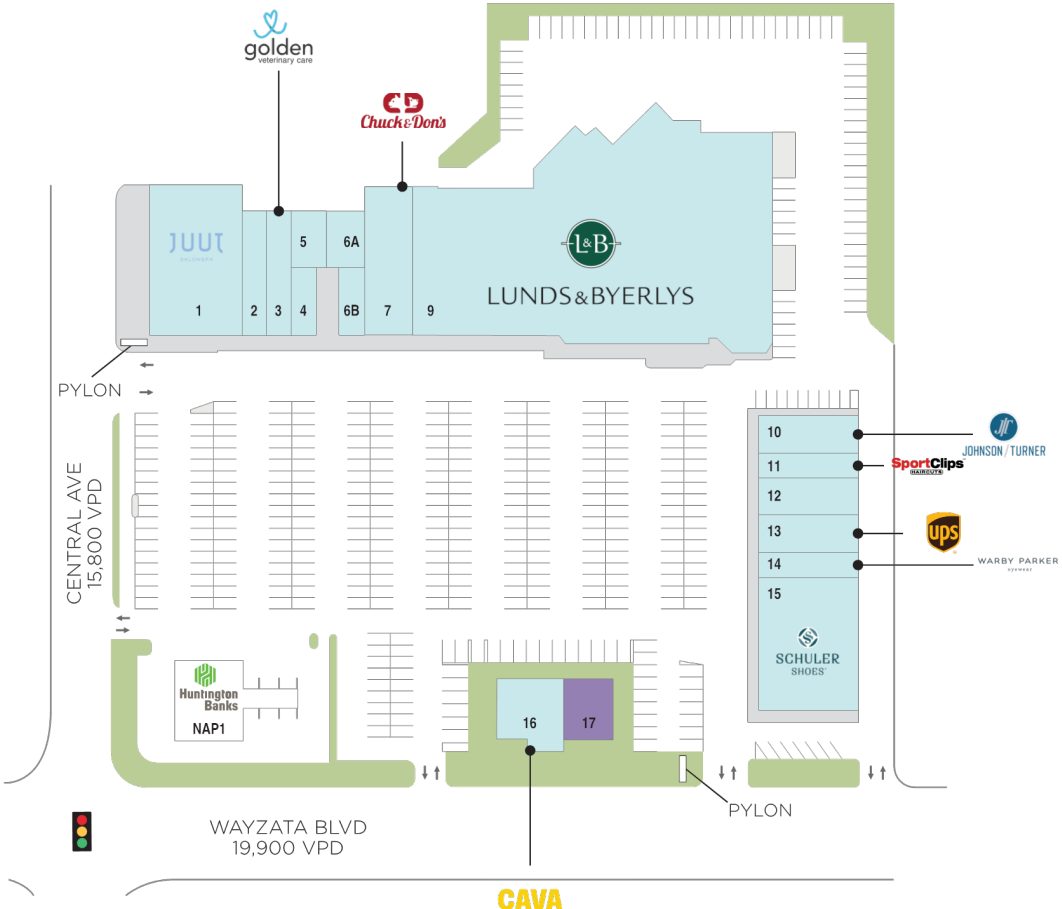 golden
veterinary care
Chuck & Don's
JUUT
SALONSPA
1
2
3
4
5
6A
6B
7
9
L&B
LUNDS & BYERLYS
PYLON
CENTRAL AVE
15,800 VPD
10
11
12
13
14
15
JOHNSON / TURNER
SportClips
HAIRCUTS
ups
WARBY PARKER
eyewear
SCHULER
SHOES
Huntington
Banks
NAP1
16
17
PYLON
WAYZATA BLVD
19,900 VPD
CAVA